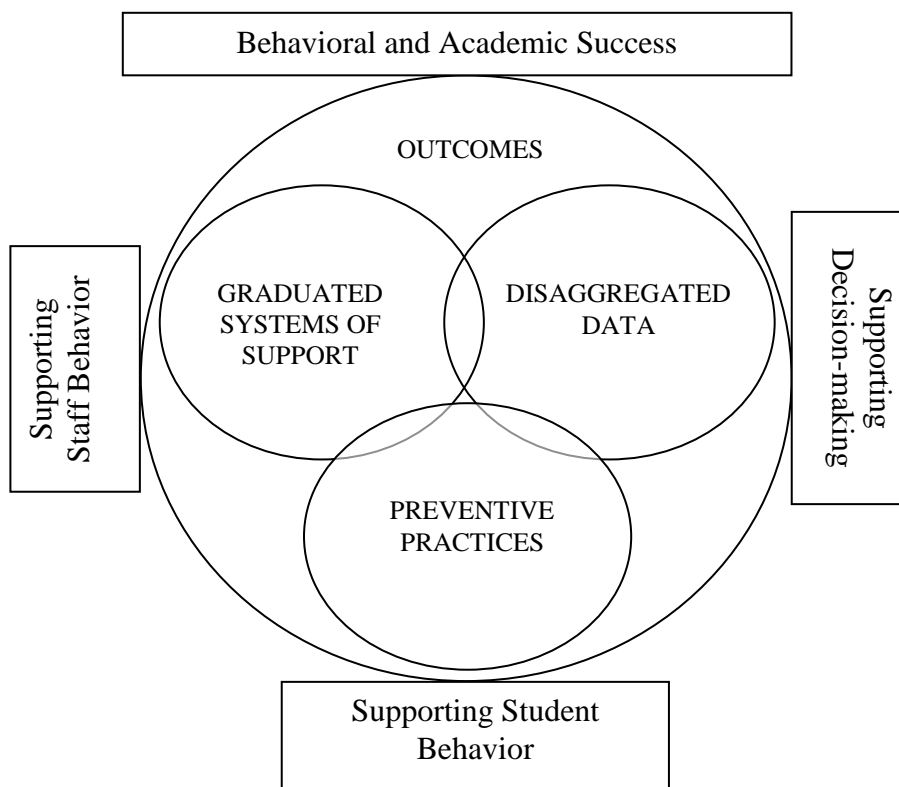 Behavioral and Academic Success
OUTCOMES
GRADUATED
SYSTEMS OF
SUPPORT
DISAGGREGATED
DATA
Supporting
Staff Behavior
Supporting
Decision-making
PREVENTIVE
PRACTICES
Supporting Student
Behavior